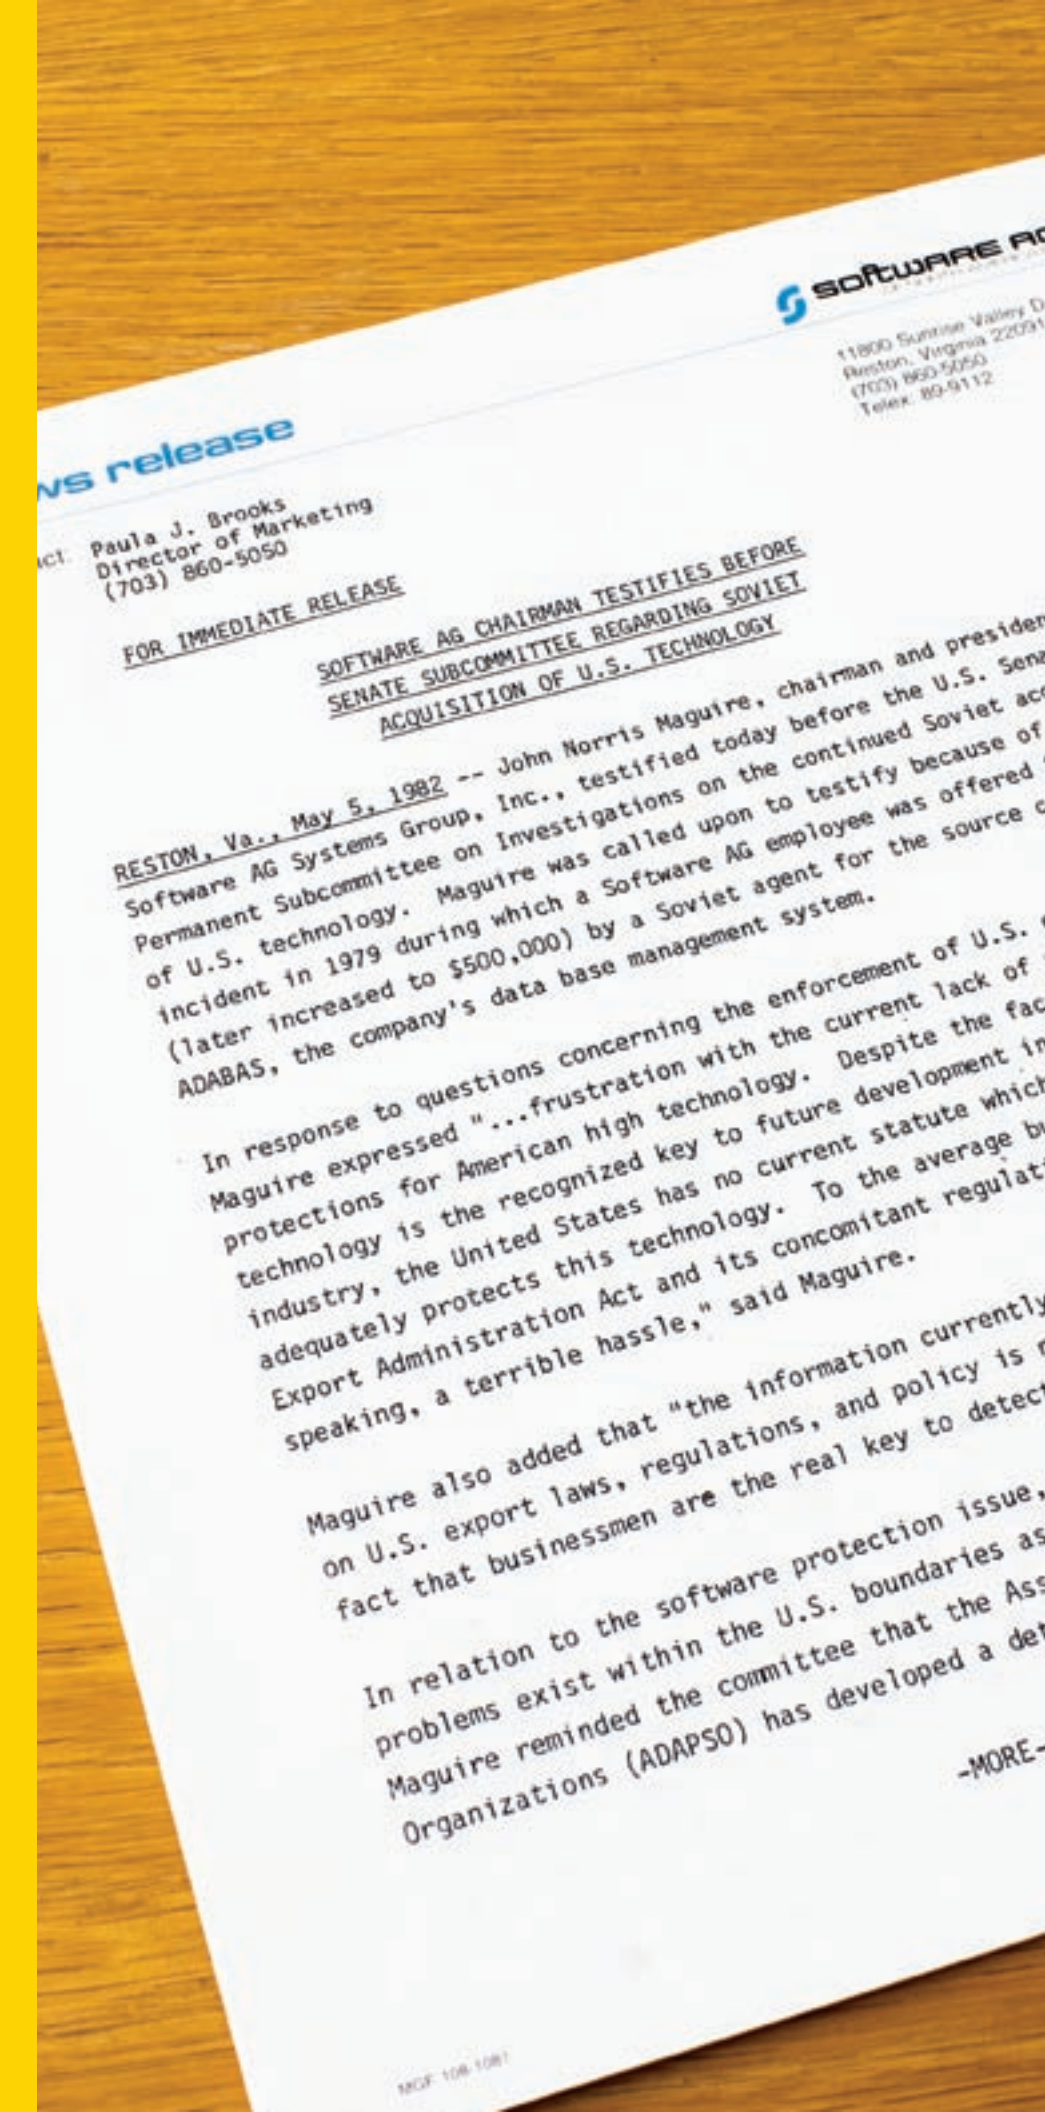 SOFTWARE AG
11800 Sunrise Valley D
Reston, Virginia 22091
(703) 860-5050
Telex: 89-9112
ws release
act: Paula J. Brooks
Director of Marketing
(703) 860-5050
FOR IMMEDIATE RELEASE
SOFTWARE AG CHAIRMAN TESTIFIES BEFORE
SENATE SUBCOMMITTEE REGARDING SOVIET
ACQUISITION OF U.S. TECHNOLOGY
RESTON, Va., May 5, 1982 -- John Norris Maguire, chairman and presiden
Software AG Systems Group, Inc., testified today before the U.S. Sena
Permanent Subcommittee on Investigations on the continued Soviet acq
of U.S. technology. Maguire was called upon to testify because of
incident in 1979 during which a Software AG employee was offered
(later increased to $500,000) by a Soviet agent for the source c
ADABAS, the company's data base management system.
In response to questions concerning the enforcement of U.S.
Maguire expressed "...frustration with the current lack of
protections for American high technology. Despite the fac
technology is the recognized key to future development in
industry, the United States has no current statute which
adequately protects this technology. To the average bu
Export Administration Act and its concomitant regulati
speaking, a terrible hassle," said Maguire.
Maguire also added that "the information currently
on U.S. export laws, regulations, and policy is
fact that businessmen are the real key to detect
In relation to the software protection issue,
problems exist within the U.S. boundaries as
Maguire reminded the committee that the Ass
Organizations (ADAPSO) has developed a det
-MORE-
MGF 108-1081